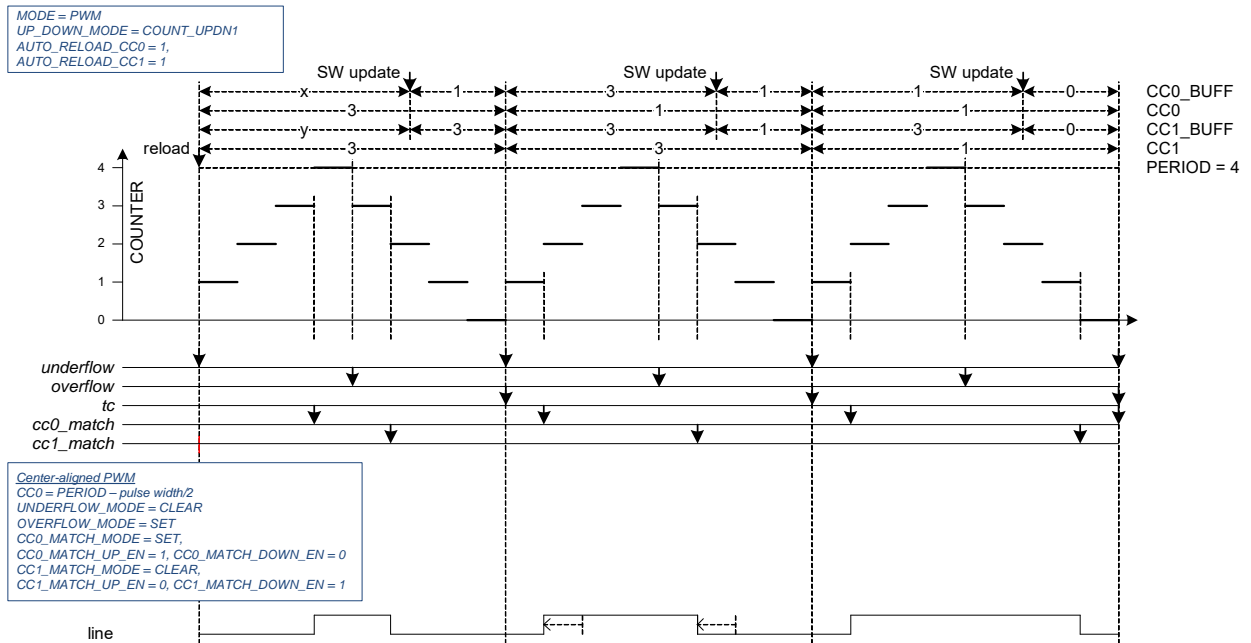 MODE = PWM
UP_DOWN_MODE = COUNT_UPDN1
AUTO_RELOAD_CC0 = 1,
AUTO_RELOAD_CC1 = 1
SW update SW update SW update
x 1 3 1 1 0 CC0_BUFF
3 1 1 CC0
y 3 3 1 3 0 CC1_BUFF
reload 3 3 1 CC1
4 PERIOD = 4
3
COUNTER
2
1
0
underflow
overflow
tc
cc0_match
cc1_match
Center-aligned PWM
CC0 = PERIOD – pulse width/2
UNDERFLOW_MODE = CLEAR
OVERFLOW_MODE = SET
CC0_MATCH_MODE = SET,
CC0_MATCH_UP_EN = 1, CC0_MATCH_DOWN_EN = 0
CC1_MATCH_MODE = CLEAR,
CC1_MATCH_UP_EN = 0, CC1_MATCH_DOWN_EN = 1
line